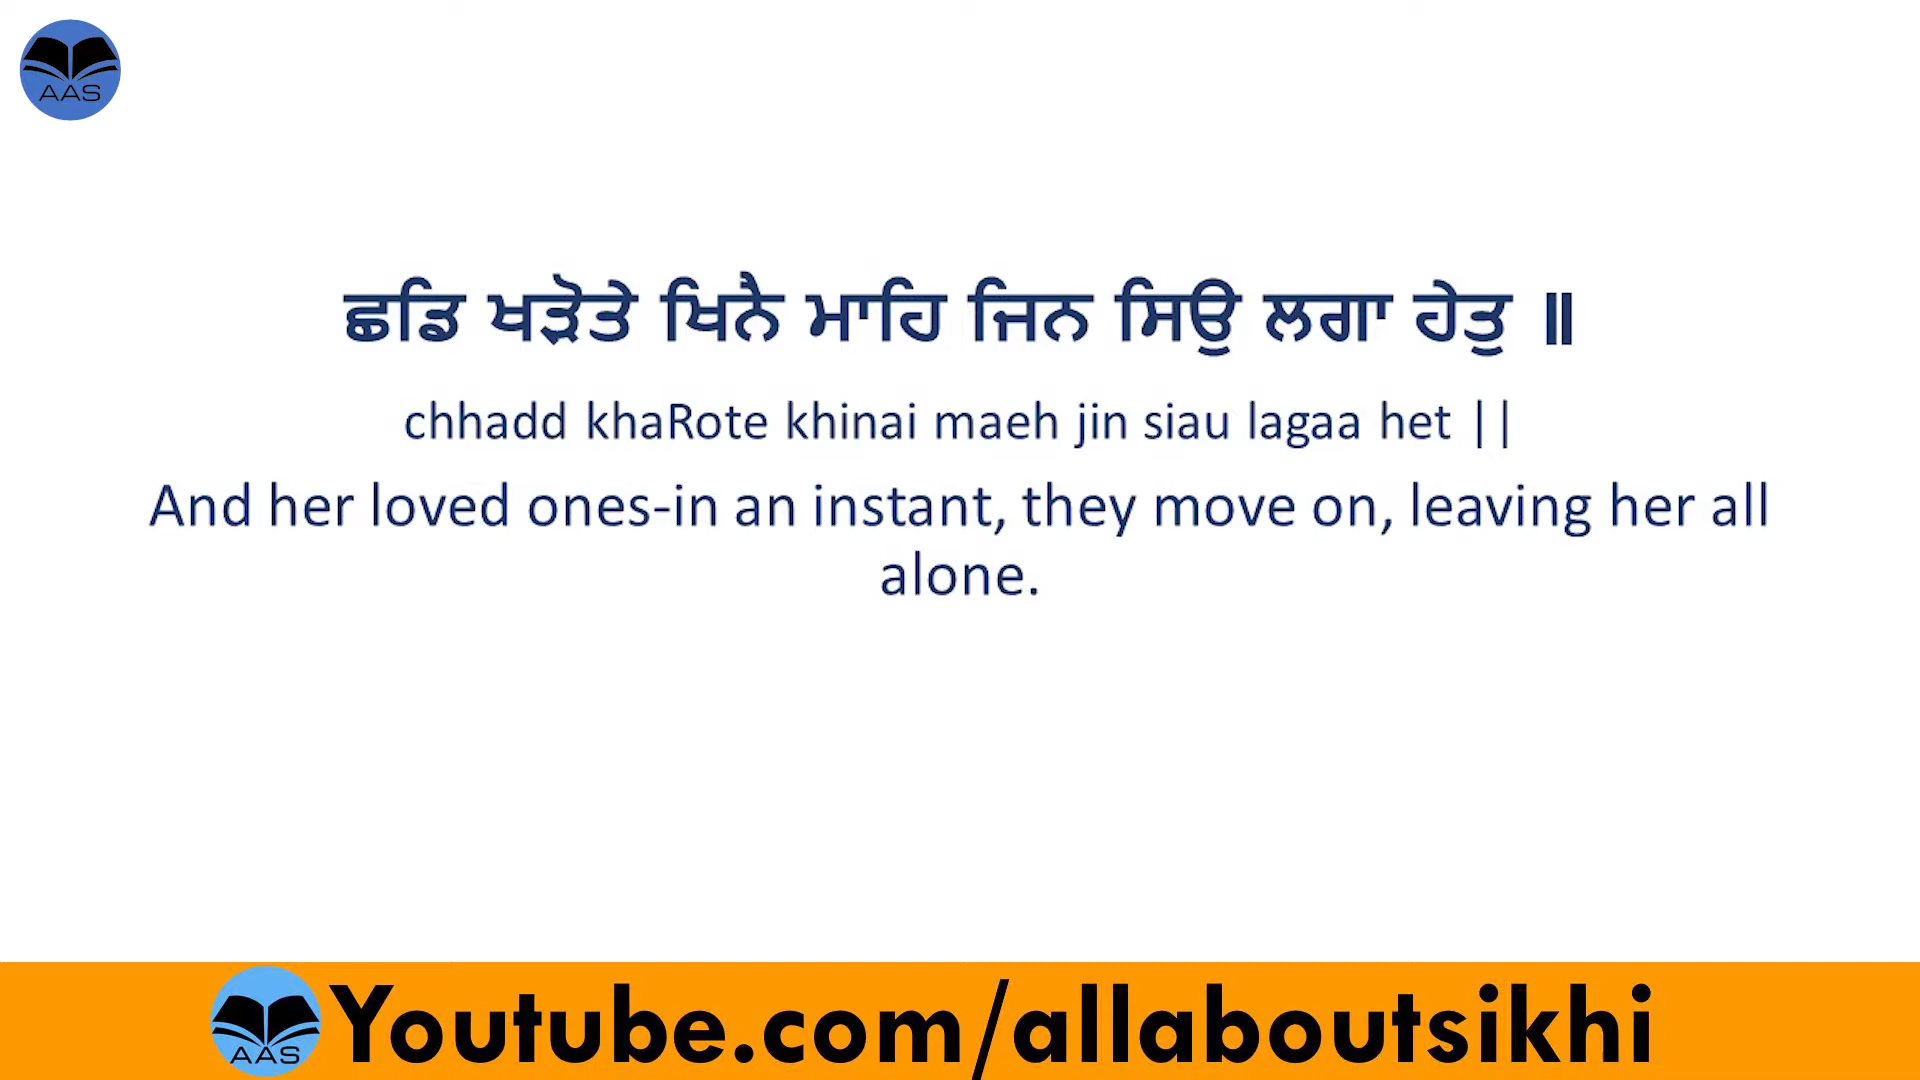 AAS
ਛਡਿ ਖੜੋਤੇ ਖਿਨੈ ਮਾਹਿ ਜਿਨ ਸਿਉ ਲਗਾ ਹੇਤੁ ॥
chhadd khaRote khinai maeh jin siau lagaa het ||
And her loved ones-in an instant, they move on, leaving her all
alone.
AAS
Youtube.com/allaboutsikhi